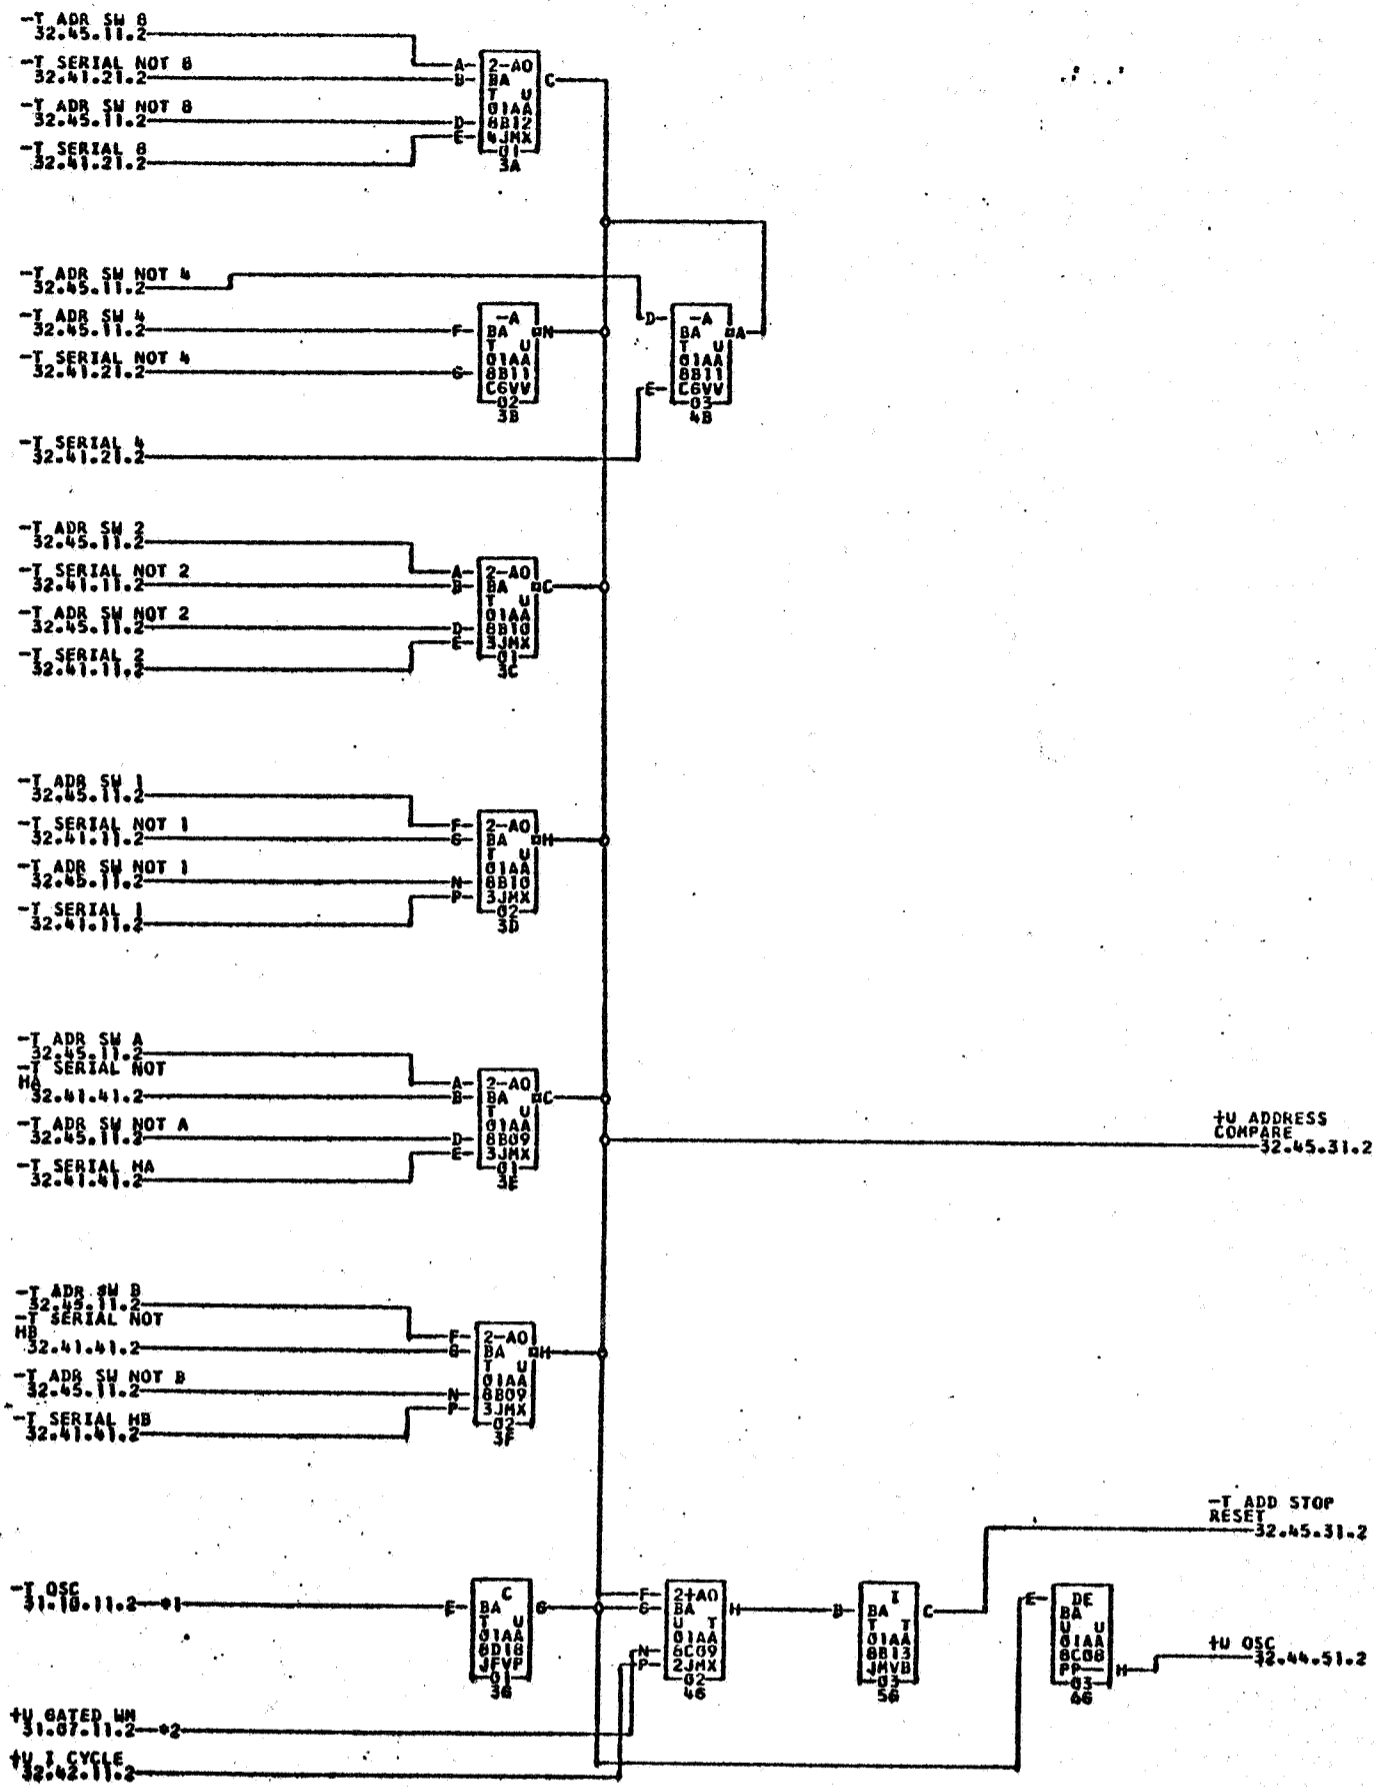 -T ADR SW 8
32.45.11.2
-T SERIAL NOT 8
32.41.21.2
-T ADR SW NOT 8
32.45.11.2
-T SERIAL 8
32.41.21.2
A B D E
2-AO
BA C
T U
01AA
8B12
4JMX
01
3A
-T ADR SW NOT 4
32.45.11.2
-T ADR SW 4
32.45.11.2
-T SERIAL NOT 4
32.41.21.2
-T SERIAL 4
32.41.21.2
F G
-A
BA N
T U
01AA
8B11
C6VV
02
3B
D E
-A
BA A
T U
01AA
8B11
C6VV
03
4B
-T ADR SW 2
32.45.11.2
-T SERIAL NOT 2
32.41.11.2
-T ADR SW NOT 2
32.45.11.2
-T SERIAL 2
32.41.11.2
A B D E
2-AO
BA C
T U
01AA
8B10
3JMX
01
3C
-T ADR SW 1
32.45.11.2
-T SERIAL NOT 1
32.41.11.2
-T ADR SW NOT 1
32.45.11.2
-T SERIAL 1
32.41.11.2
F G N P
2-AO
BA H
T U
01AA
8B10
3JMX
02
3D
-T ADR SW A
32.45.11.2
-T SERIAL NOT
HA
32.41.41.2
-T ADR SW NOT A
32.45.11.2
-T SERIAL HA
32.41.41.2
A B D E
2-AO
BA C
T U
01AA
8B09
3JMX
01
3E
+U ADDRESS
COMPARE
32.45.31.2
-T ADR SW B
32.45.11.2
-T SERIAL NOT
HB
32.41.41.2
-T ADR SW NOT B
32.45.11.2
-T SERIAL HB
32.41.41.2
F G N P
2-AO
BA H
T U
01AA
8B09
3JMX
02
3F
-T ADD STOP
RESET
32.45.31.2
-T OSC
31.10.11.2 *1
E
C
BA G
T U
01AA
8D18
JFVP
01
3G
F G N P
2+AO
BA H
U T
01AA
8C09
2JMX
02
4G
B
I
BA C
T T
01AA
8B13
JMVB
03
5G
E
DE
BA
U U
01AA
8C08
PP-- H
03
6G
+U OSC
32.44.51.2
+U GATED WM
31.07.11.2 *2
+U I CYCLE
32.42.11.2